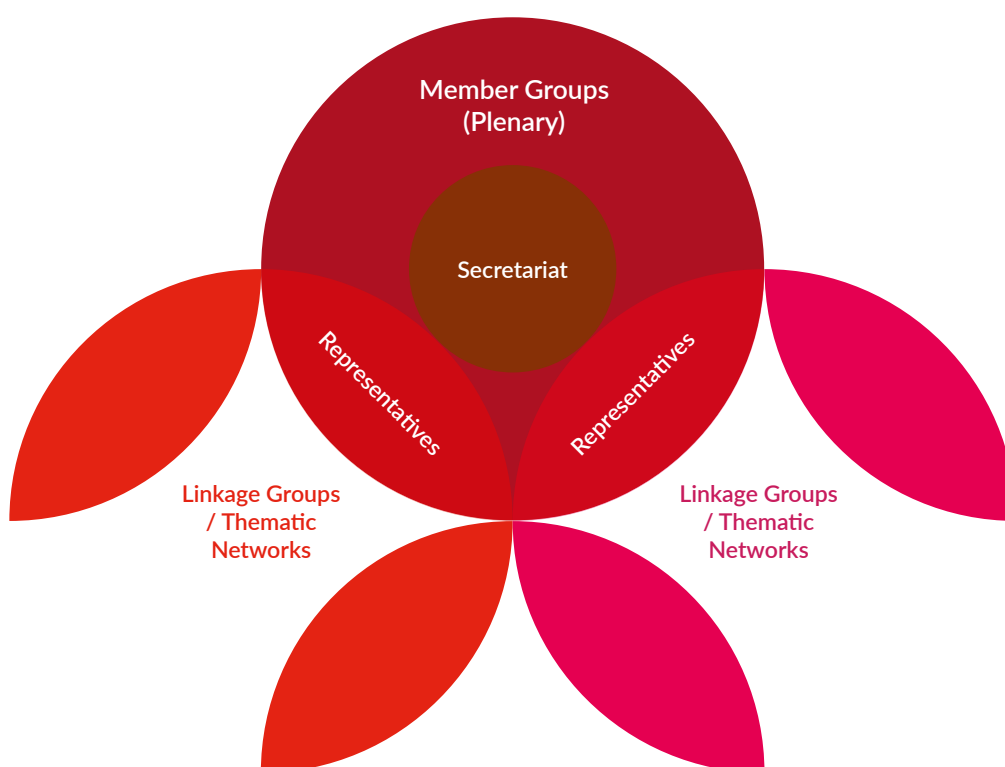 Member Groups
(Plenary)
Secretariat
Representatives
Representatives
Linkage Groups
/ Thematic
Networks
Linkage Groups
/ Thematic
Networks